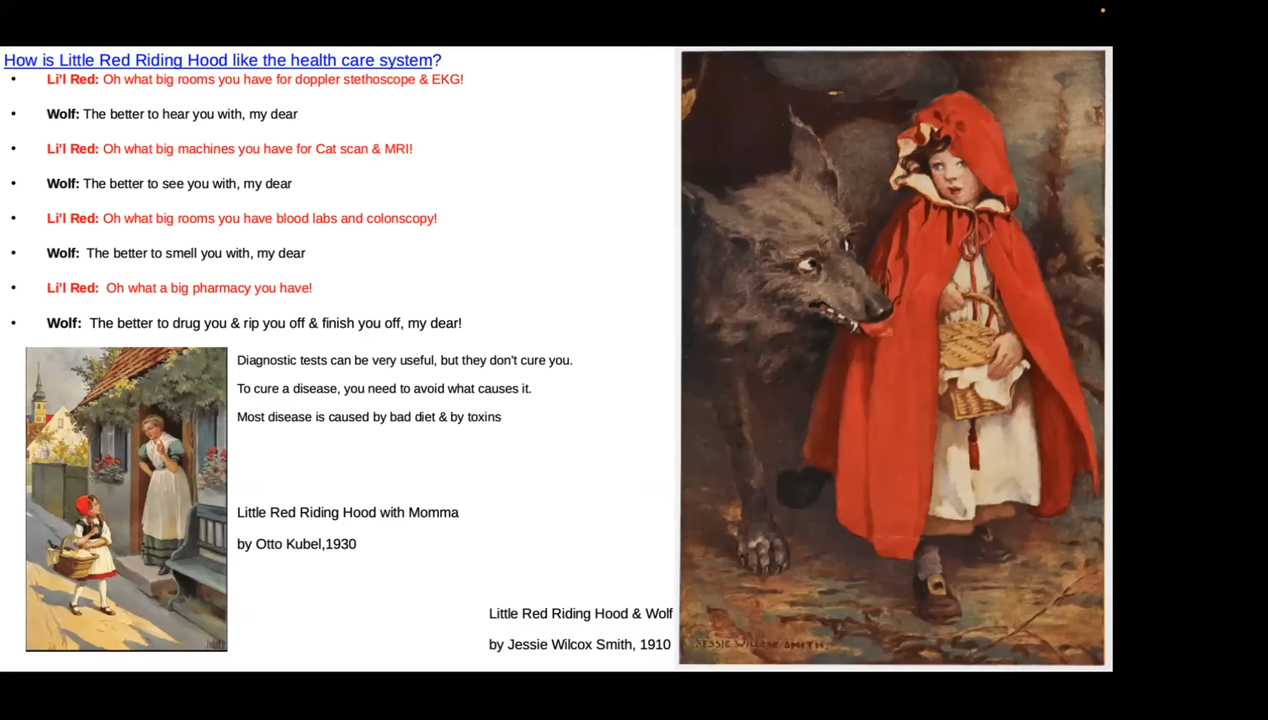 How is Little Red Riding Hood like the health care system?
• Li'l Red: Oh what big rooms you have for doppler stethoscope & EKG!
• Wolf: The better to hear you with, my dear
• Li'l Red: Oh what big machines you have for Cat scan & MRI!
• Wolf: The better to see you with, my dear
• Li'l Red: Oh what big rooms you have blood labs and colonscopy!
• Wolf: The better to smell you with, my dear
• Li'l Red: Oh what a big pharmacy you have!
• Wolf: The better to drug you & rip you off & finish you off, my dear!
Diagnostic tests can be very useful, but they don't cure you.
To cure a disease, you need to avoid what causes it.
Most disease is caused by bad diet & by toxins
Little Red Riding Hood with Momma
by Otto Kubel,1930
Little Red Riding Hood & Wolf
by Jessie Wilcox Smith, 1910
JESSIE WILLCOX SMITH